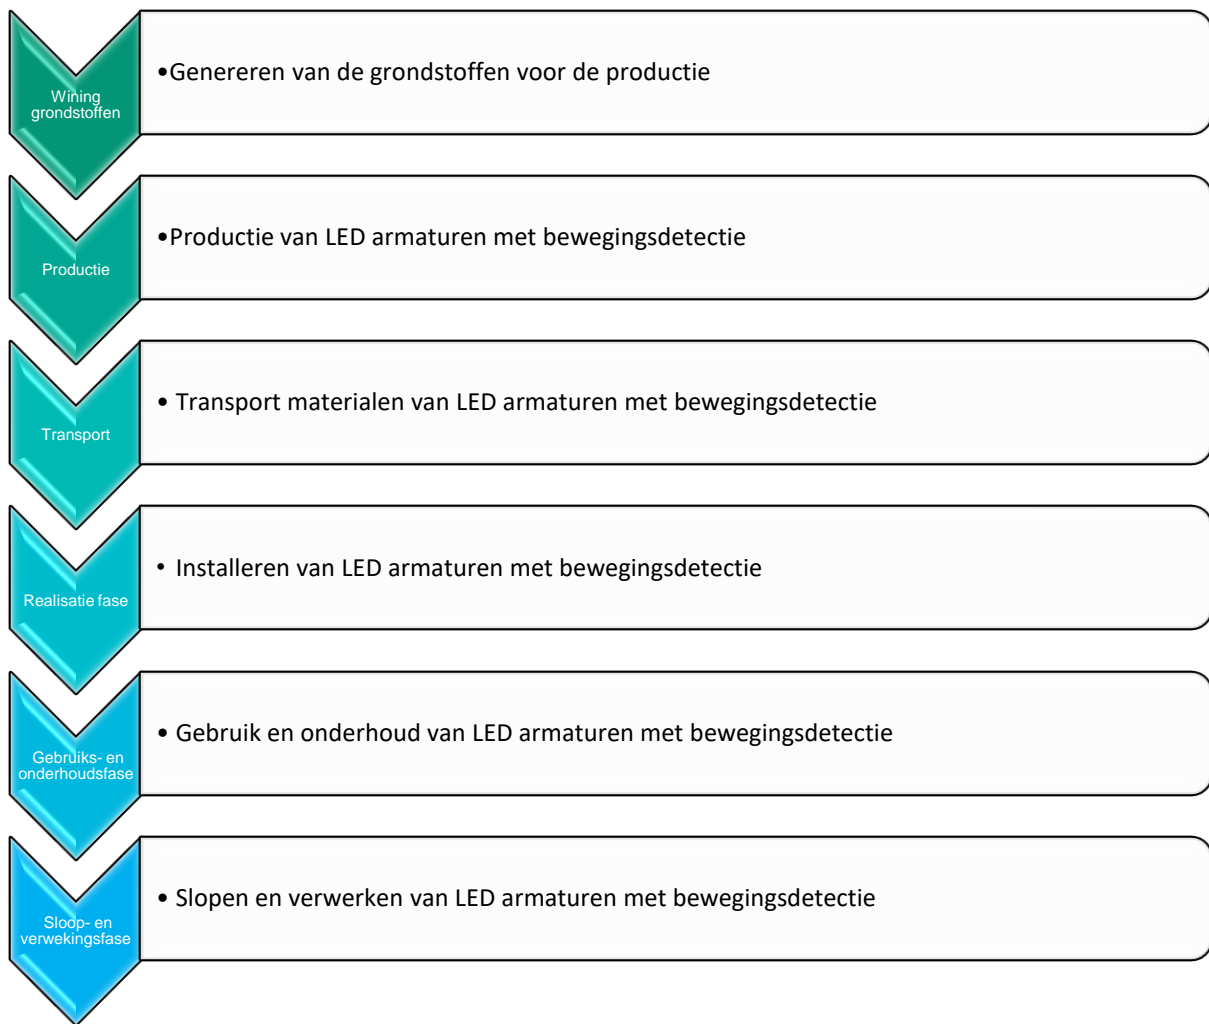 Wining
grondstoffen
•Genereren van de grondstoffen voor de productie
Productie
•Productie van LED armaturen met bewegingsdetectie
Transport
• Transport materialen van LED armaturen met bewegingsdetectie
Realisatie fase
• Installeren van LED armaturen met bewegingsdetectie
Gebruiks- en
onderhoudsfase
• Gebruik en onderhoud van LED armaturen met bewegingsdetectie
Sloop- en
verwekingsfase
• Slopen en verwerken van LED armaturen met bewegingsdetectie